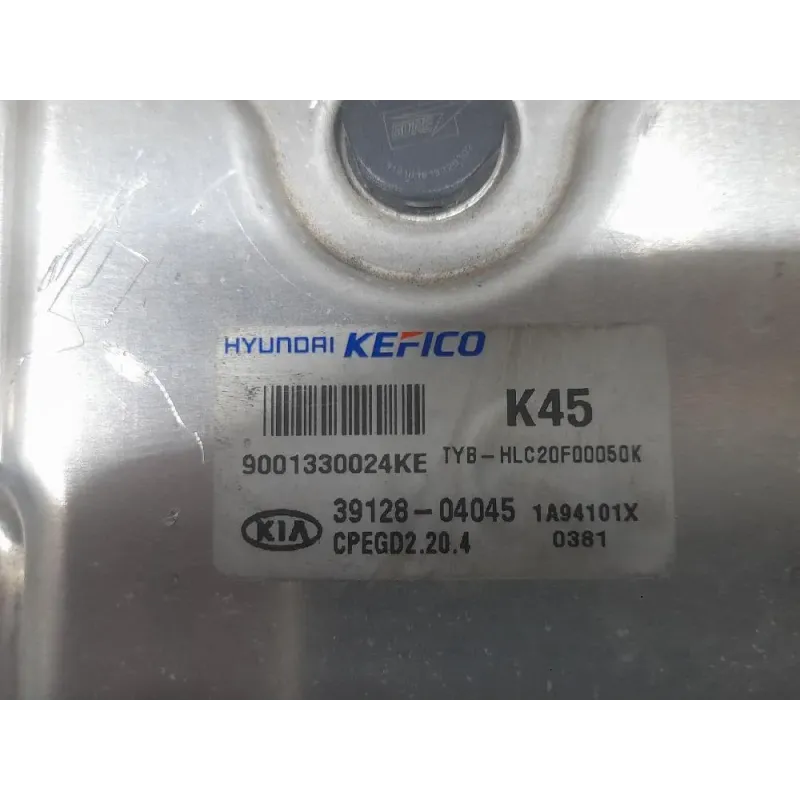 HYUNDAI KEFICO
K45
9001330024KE TYB-HLC20F00050K
KIA 39128-04045 1A94101X
CPEGD2.20.4 0381